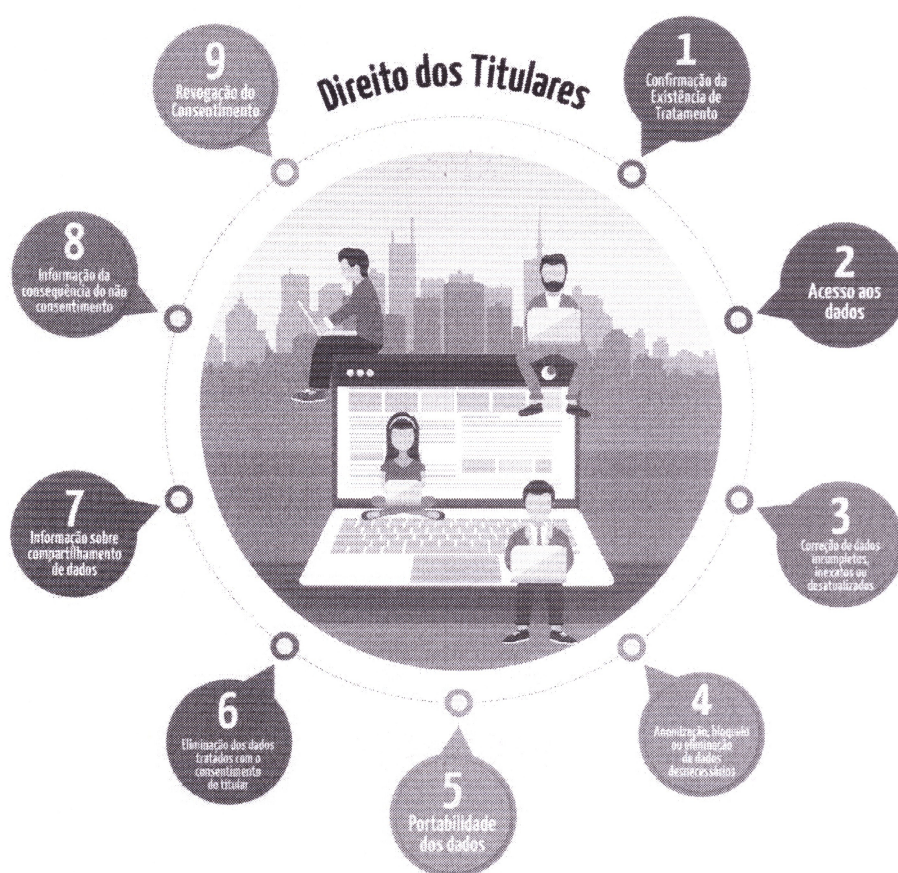 Direito dos Titulares
1
Confirmação da
Existência de
Tratamento
2
Acesso aos
dados
3
Correção de dados
incompletos,
inexatos ou
desatualizados
4
Anonização, bloqueio
ou eliminação
de dados
desnecessários
5
Portabilidade
dos dados
6
Eliminação dos dados
tratados com o
consentimento
do titular
7
Informação sobre
compartilhamento
de dados
8
Informação da
consequência do não
consentimento
9
Revogação do
Consentimento